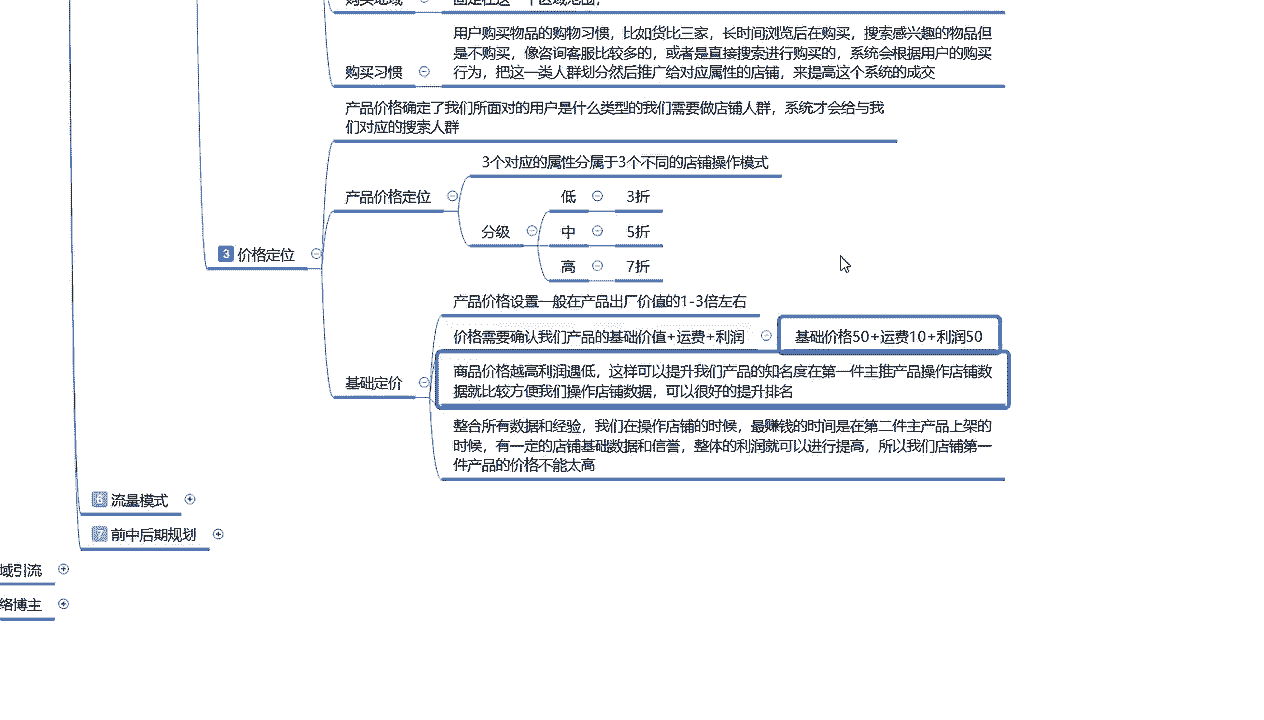 用户购买物品的购物习惯，比如货比三家，长时间浏览后在购买，搜索感兴趣的物品但
是不购买，像咨询客服比较多的，或者是直接搜索进行购买的，系统会根据用户的购买
购买习惯
行为，把这一类人群划分然后推广给对应属性的店铺，来提高这个系统的成交
产品价格确定了我们所面对的用户是什么类型的我们需要做店铺人群，系统才会给与我
们对应的搜索人群
3个对应的属性分属于3个不同的店铺操作模式
产品价格定位
低 3折
分级
中 5折
高 7折
3 价格定位
产品价格设置一般在产品出厂价值的1-3倍左右
价格需要确认我们产品的基础价值+运费+利润
基础价格50+运费10+利润50
基础定价
商品价格越高利润遇低，这样可以提升我们产品的知名度在第一件主推产品操作店铺数
据就比较方便我们操作店铺数据，可以很好的提升排名
整合所有数据和经验，我们在操作店铺的时候，最赚钱的时间是在第二件主产品上架的
时候，有一定的店铺基础数据和信誉，整体的利润就可以进行提高，所以我们店铺第一
件产品的价格不能太高
6 流量模式
7 前中后期规划
域引流
络博主